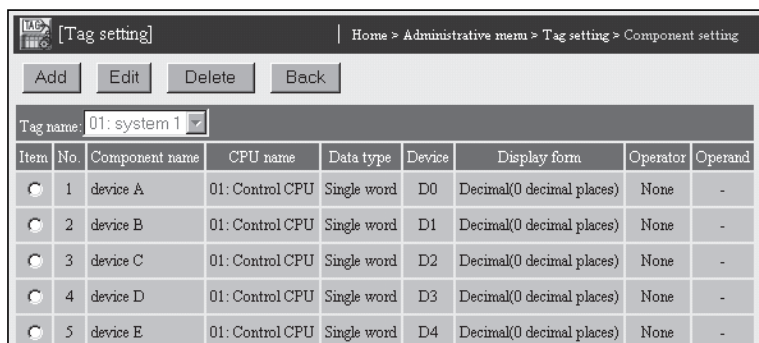 TAG
[Tag setting]
Home > Administrative menu > Tag setting > Component setting
Add Edit Delete Back
Tag name: 01: system 1
Item No. Component name CPU name Data type Device Display form Operator Operand
1 device A 01: Control CPU Single word D0 Decimal(0 decimal places) None -
2 device B 01: Control CPU Single word D1 Decimal(0 decimal places) None -
3 device C 01: Control CPU Single word D2 Decimal(0 decimal places) None -
4 device D 01: Control CPU Single word D3 Decimal(0 decimal places) None -
5 device E 01: Control CPU Single word D4 Decimal(0 decimal places) None -